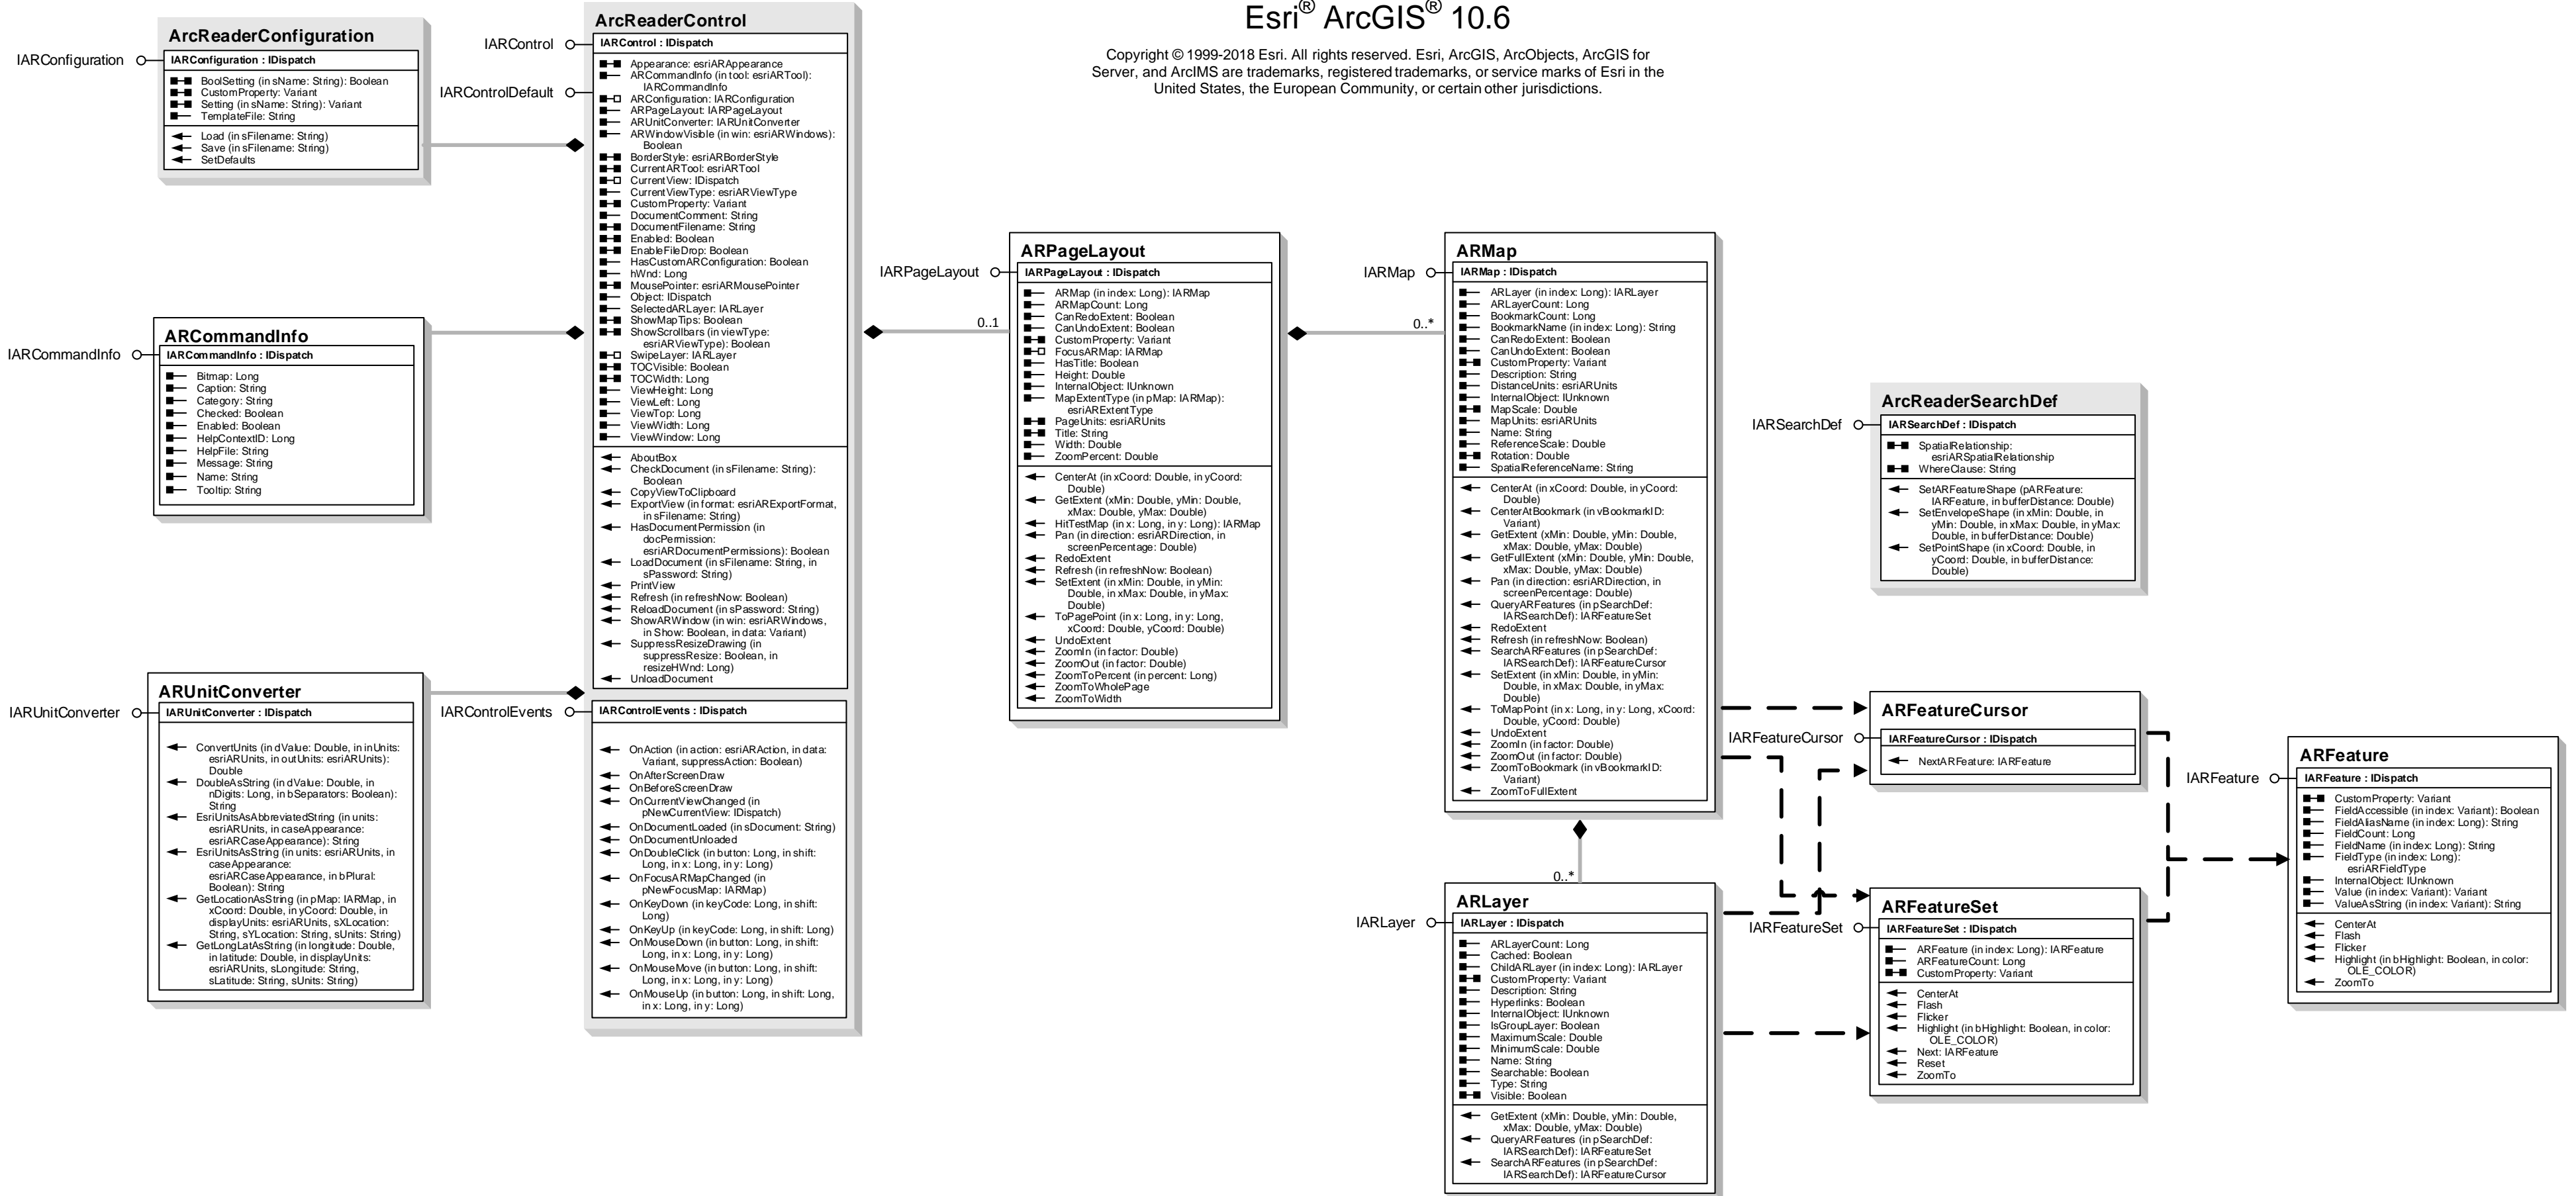 Esri® ArcGIS® 10.6
Copyright © 1999-2018 Esri. All rights reserved. Esri, ArcGIS, ArcObjects, ArcGIS for
Server, and ArcIMS are trademarks, registered trademarks, or service marks of Esri in the
United States, the European Community, or certain other jurisdictions.
ArcReaderConfiguration
IARConfiguration
IARConfiguration : IDispatch
BoolSetting (in sName: String): Boolean
CustomProperty: Variant
Setting (in sName: String): Variant
TemplateFile: String
Load (in sFilename: String)
Save (in sFilename: String)
SetDefaults
ARCommandInfo
IARCommandInfo
IARCommandInfo : IDispatch
Bitmap: Long
Caption: String
Category: String
Checked: Boolean
Enabled: Boolean
HelpContextID: Long
HelpFile: String
Message: String
Name: String
Tooltip: String
ARUnitConverter
IARUnitConverter
IARUnitConverter : IDispatch
ConvertUnits (in dValue: Double, in inUnits:
esriARUnits, in outUnits: esriARUnits):
Double
DoubleAsString (in dValue: Double, in
nDigits: Long, in bSeparators: Boolean):
String
EsriUnitsAsAbbreviatedString (in units:
esriARUnits, in caseAppearance:
esriARCaseAppearance): String
EsriUnitsAsString (in units: esriARUnits, in
caseAppearance:
esriARCaseAppearance, in bPlural:
Boolean): String
GetLocationAsString (in pMap: IARMap, in
xCoord: Double, in yCoord: Double, in
displayUnits: esriARUnits, sXLocation:
String, sYLocation: String, sUnits: String)
GetLongLatAsString (in longitude: Double,
in latitude: Double, in displayUnits:
esriARUnits, sLongitude: String,
sLatitude: String, sUnits: String)
ArcReaderControl
IARControl
IARControlDefault
IARControl : IDispatch
Appearance: esriARAppearance
ARCommandInfo (in tool: esriARTool):
IARCommandInfo
ARConfiguration: IARConfiguration
ARPageLayout: IARPageLayout
ARUnitConverter: IARUnitConverter
ARWindowVisible (in win: esriARWindows):
Boolean
BorderStyle: esriARBorderStyle
CurrentARTool: esriARTool
CurrentView: IDispatch
CurrentViewType: esriARViewType
CustomProperty: Variant
DocumentComment: String
DocumentFilename: String
Enabled: Boolean
EnableFileDrop: Boolean
HasCustomARConfiguration: Boolean
hWnd: Long
MousePointer: esriARMousePointer
Object: IDispatch
SelectedARLayer: IARLayer
ShowMapTips: Boolean
ShowScrollbars (in viewType:
esriARViewType): Boolean
SwipeLayer: IARLayer
TOCVisible: Boolean
TOCWidth: Long
ViewHeight: Long
ViewLeft: Long
ViewTop: Long
ViewWidth: Long
ViewWindow: Long
AboutBox
CheckDocument (in sFilename: String):
Boolean
CopyViewToClipboard
ExportView (in format: esriARExportFormat,
in sFilename: String)
HasDocumentPermission (in
docPermission:
esriARDocumentPermissions): Boolean
LoadDocument (in sFilename: String, in
sPassword: String)
PrintView
Refresh (in refreshNow: Boolean)
ReloadDocument (in sPassword: String)
ShowARWindow (in win: esriARWindows,
in Show: Boolean, in data: Variant)
SuppressResizeDrawing (in
suppressResize: Boolean, in
resizeHWnd: Long)
UnloadDocument
IARControlEvents
IARControlEvents : IDispatch
OnAction (in action: esriARAction, in data:
Variant, suppressAction: Boolean)
OnAfterScreenDraw
OnBeforeScreenDraw
OnCurrentViewChanged (in
pNewCurrentView: IDispatch)
OnDocumentLoaded (in sDocument: String)
OnDocumentUnloaded
OnDoubleClick (in button: Long, in shift:
Long, in x: Long, in y: Long)
OnFocusARMapChanged (in
pNewFocusMap: IARMap)
OnKeyDown (in keyCode: Long, in shift:
Long)
OnKeyUp (in keyCode: Long, in shift: Long)
OnMouseDown (in button: Long, in shift:
Long, in x: Long, in y: Long)
OnMouseMove (in button: Long, in shift:
Long, in x: Long, in y: Long)
OnMouseUp (in button: Long, in shift: Long,
in x: Long, in y: Long)
0..1
ARPageLayout
IARPageLayout
IARPageLayout : IDispatch
ARMap (in index: Long): IARMap
ARMapCount: Long
CanRedoExtent: Boolean
CanUndoExtent: Boolean
CustomProperty: Variant
FocusARMap: IARMap
HasTitle: Boolean
Height: Double
InternalObject: IUnknown
MapExtentType (in pMap: IARMap):
esriARExtentType
PageUnits: esriARUnits
Title: String
Width: Double
ZoomPercent: Double
CenterAt (in xCoord: Double, in yCoord:
Double)
GetExtent (xMin: Double, yMin: Double,
xMax: Double, yMax: Double)
HitTestMap (in x: Long, in y: Long): IARMap
Pan (in direction: esriARDirection, in
screenPercentage: Double)
RedoExtent
Refresh (in refreshNow: Boolean)
SetExtent (in xMin: Double, in yMin:
Double, in xMax: Double, in yMax:
Double)
ToPagePoint (in x: Long, in y: Long,
xCoord: Double, yCoord: Double)
UndoExtent
ZoomIn (in factor: Double)
ZoomOut (in factor: Double)
ZoomToPercent (in percent: Long)
ZoomToWholePage
ZoomToWidth
0..*
ARMap
IARMap
IARMap : IDispatch
ARLayer (in index: Long): IARLayer
ARLayerCount: Long
BookmarkCount: Long
BookmarkName (in index: Long): String
CanRedoExtent: Boolean
CanUndoExtent: Boolean
CustomProperty: Variant
Description: String
DistanceUnits: esriARUnits
InternalObject: IUnknown
MapScale: Double
MapUnits: esriARUnits
Name: String
ReferenceScale: Double
Rotation: Double
SpatialReferenceName: String
CenterAt (in xCoord: Double, in yCoord:
Double)
CenterAtBookmark (in vBookmarkID:
Variant)
GetExtent (xMin: Double, yMin: Double,
xMax: Double, yMax: Double)
GetFullExtent (xMin: Double, yMin: Double,
xMax: Double, yMax: Double)
Pan (in direction: esriARDirection, in
screenPercentage: Double)
QueryARFeatures (in pSearchDef:
IARSearchDef): IARFeatureSet
RedoExtent
Refresh (in refreshNow: Boolean)
SearchARFeatures (in pSearchDef:
IARSearchDef): IARFeatureCursor
SetExtent (in xMin: Double, in yMin:
Double, in xMax: Double, in yMax:
Double)
ToMapPoint (in x: Long, in y: Long, xCoord:
Double, yCoord: Double)
UndoExtent
ZoomIn (in factor: Double)
ZoomOut (in factor: Double)
ZoomToBookmark (in vBookmarkID:
Variant)
ZoomToFullExtent
0..*
ARLayer
IARLayer
IARLayer : IDispatch
ARLayerCount: Long
Cached: Boolean
ChildARLayer (in index: Long): IARLayer
CustomProperty: Variant
Description: String
Hyperlinks: Boolean
InternalObject: IUnknown
IsGroupLayer: Boolean
MaximumScale: Double
MinimumScale: Double
Name: String
Searchable: Boolean
Type: String
Visible: Boolean
GetExtent (xMin: Double, yMin: Double,
xMax: Double, yMax: Double)
QueryARFeatures (in pSearchDef:
IARSearchDef): IARFeatureSet
SearchARFeatures (in pSearchDef:
IARSearchDef): IARFeatureCursor
ArcReaderSearchDef
IARSearchDef
IARSearchDef : IDispatch
SpatialRelationship:
esriARSpatialRelationship
WhereClause: String
SetARFeatureShape (pARFeature:
IARFeature, in bufferDistance: Double)
SetEnvelopeShape (in xMin: Double, in
yMin: Double, in xMax: Double, in yMax:
Double, in bufferDistance: Double)
SetPointShape (in xCoord: Double, in
yCoord: Double, in bufferDistance:
Double)
ARFeatureCursor
IARFeatureCursor
IARFeatureCursor : IDispatch
NextARFeature: IARFeature
ARFeatureSet
IARFeatureSet
IARFeatureSet : IDispatch
ARFeature (in index: Long): IARFeature
ARFeatureCount: Long
CustomProperty: Variant
CenterAt
Flash
Flicker
Highlight (in bHighlight: Boolean, in color:
OLE_COLOR)
Next: IARFeature
Reset
ZoomTo
ARFeature
IARFeature
IARFeature : IDispatch
CustomProperty: Variant
FieldAccessible (in index: Variant): Boolean
FieldAliasName (in index: Long): String
FieldCount: Long
FieldName (in index: Long): String
FieldType (in index: Long):
esriARFieldType
InternalObject: IUnknown
Value (in index: Variant): Variant
ValueAsString (in index: Variant): String
CenterAt
Flash
Flicker
Highlight (in bHighlight: Boolean, in color:
OLE_COLOR)
ZoomTo